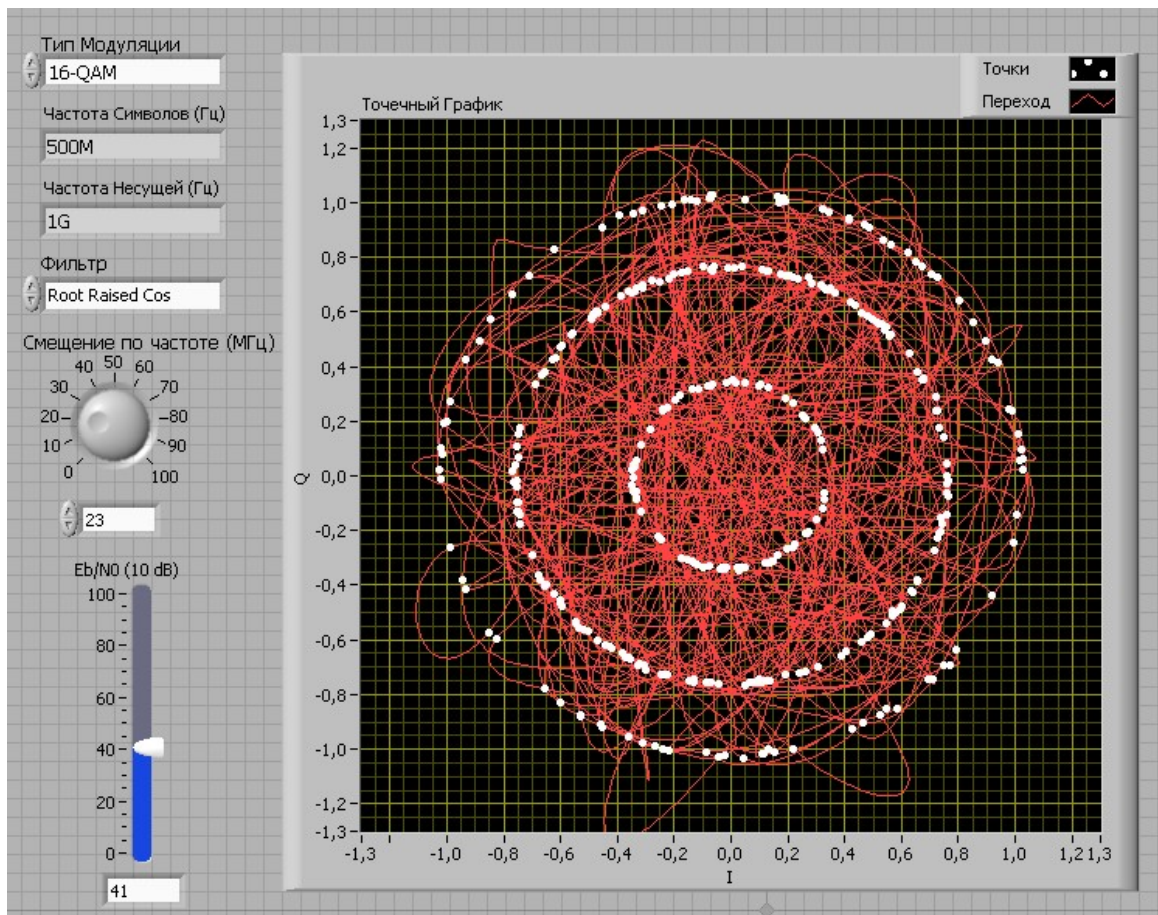 Тип Модуляции
16-QAM
Частота Символов (Гц)
500M
Частота Несущей (Гц)
1G
Фильтр
Root Raised Cos
Смещение по частоте (МГц)
0 10 20 30 40 50 60 70 80 90 100
23
Eb/N0 (10 dB)
100
80
60
40
20
0
41
Точки
Переход
Точечный График
1,3
1,2
1,0
0,8
0,6
0,4
0,2
0,0
-0,2
-0,4
-0,6
-0,8
-1,0
-1,2
-1,3
Q
-1,3 -1,0 -0,8 -0,6 -0,4 -0,2 0,0 0,2 0,4 0,6 0,8 1,0 1,2 1,3
I